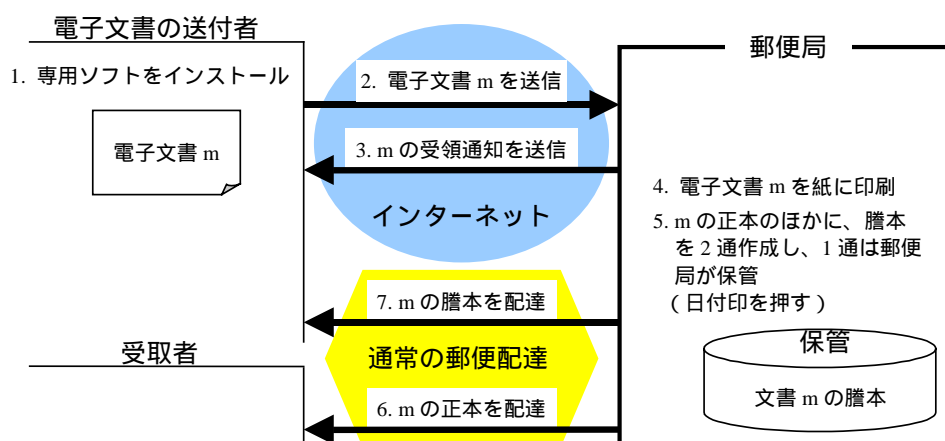 電子文書の送付者
郵便局
1. 専用ソフトをインストール
2. 電子文書 m を送信
電子文書 m
3. m の受領通知を送信
インターネット
4. 電子文書 m を紙に印刷
5. m の正本のほかに、謄本
を 2 通作成し、1 通は郵便
局が保管
(日付印を押す)
7. m の謄本を配達
受取者
通常の郵便配達
保管
6. m の正本を配達
文書 m の謄本